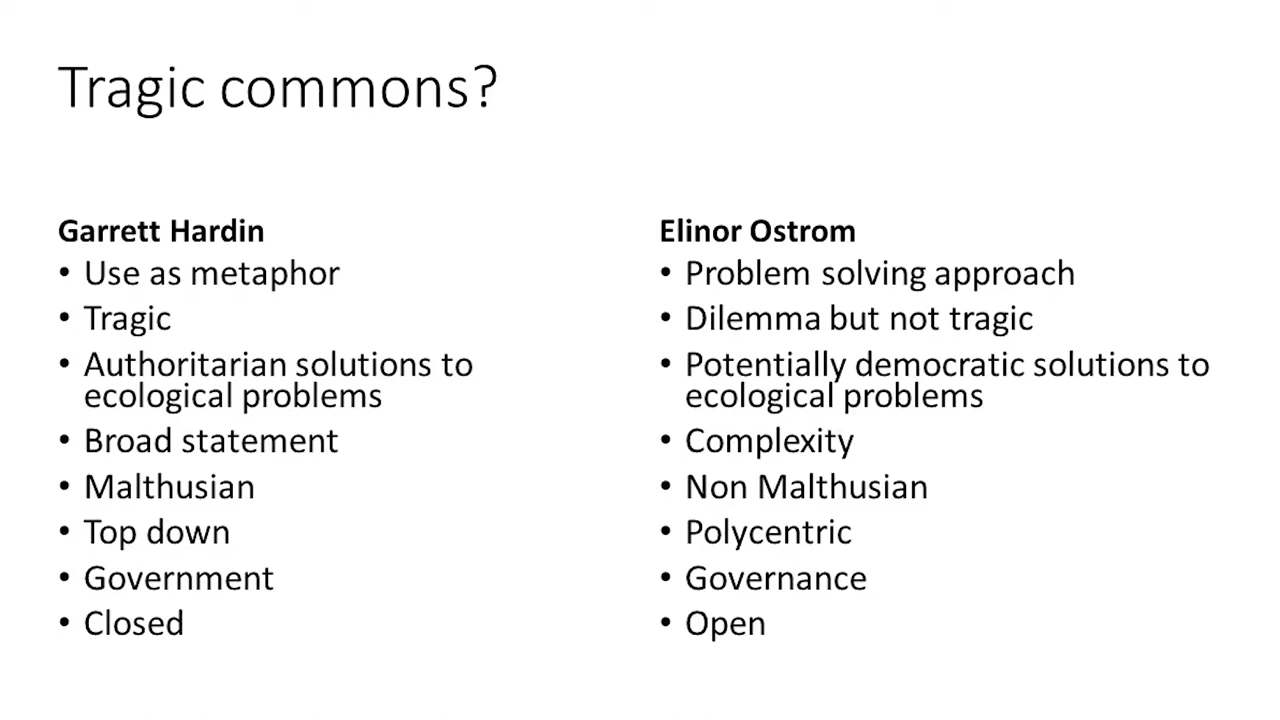 Tragic commons?
Garrett Hardin
• Use as metaphor
• Tragic
• Authoritarian solutions to
ecological problems
• Broad statement
• Malthusian
• Top down
• Government
• Closed
Elinor Ostrom
• Problem solving approach
• Dilemma but not tragic
• Potentially democratic solutions to
ecological problems
• Complexity
• Non Malthusian
• Polycentric
• Governance
• Open